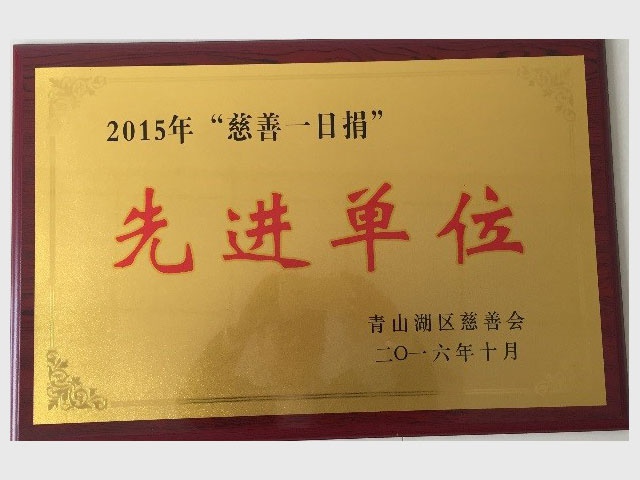 2015年“慈善一日捐”
先进单位
青山湖区慈善会
二〇一六年十月